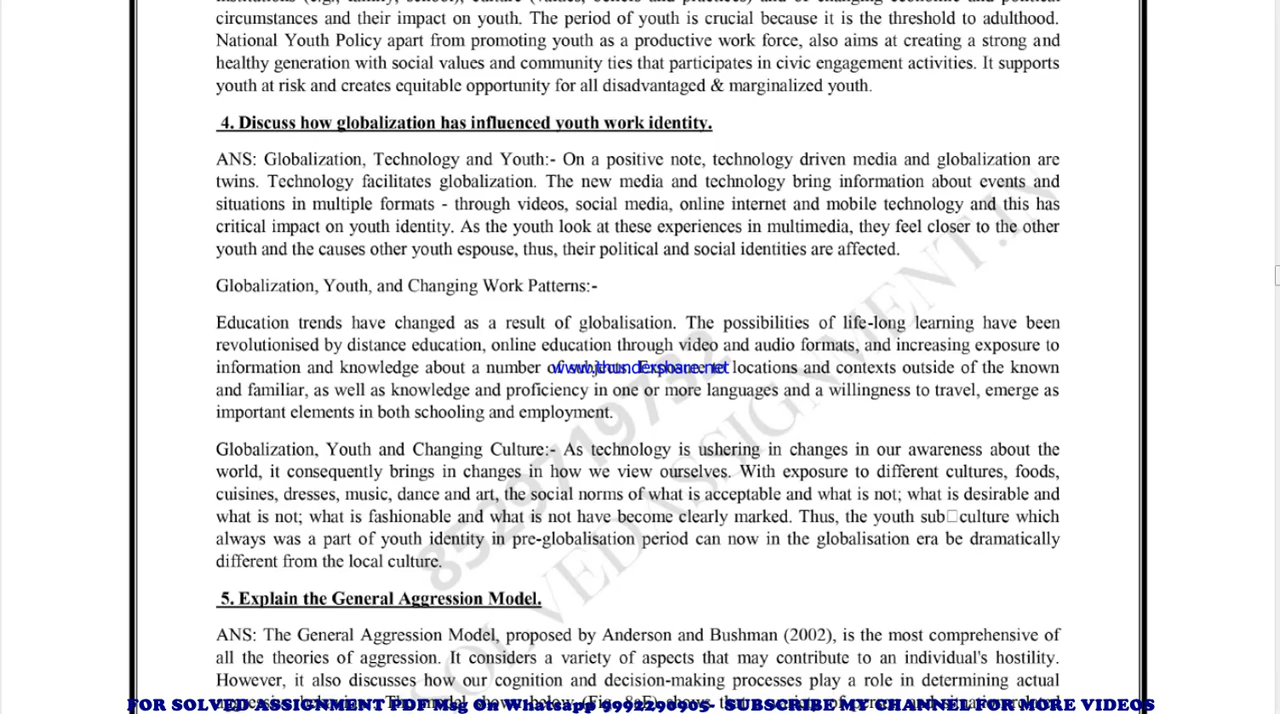 circumstances and their impact on youth. The period of youth is crucial because it is the threshold to adulthood.
National Youth Policy apart from promoting youth as a productive work force, also aims at creating a strong and
healthy generation with social values and community ties that participates in civic engagement activities. It supports
youth at risk and creates equitable opportunity for all disadvantaged & marginalized youth.
4. Discuss how globalization has influenced youth work identity.
ANS: Globalization, Technology and Youth:- On a positive note, technology driven media and globalization are
twins. Technology facilitates globalization. The new media and technology bring information about events and
situations in multiple formats - through videos, social media, online internet and mobile technology and this has
critical impact on youth identity. As the youth look at these experiences in multimedia, they feel closer to the other
youth and the causes other youth espouse, thus, their political and social identities are affected.
Globalization, Youth, and Changing Work Patterns:-
Education trends have changed as a result of globalisation. The possibilities of life-long learning have been
revolutionised by distance education, online education through video and audio formats, and increasing exposure to
information and knowledge about a number of locations and contexts outside of the known
www.thundershare.net
and familiar, as well as knowledge and proficiency in one or more languages and a willingness to travel, emerge as
important elements in both schooling and employment.
Globalization, Youth and Changing Culture:- As technology is ushering in changes in our awareness about the
world, it consequently brings in changes in how we view ourselves. With exposure to different cultures, foods,
cuisines, dresses, music, dance and art, the social norms of what is acceptable and what is not; what is desirable and
what is not; what is fashionable and what is not have become clearly marked. Thus, the youth sub□culture which
always was a part of youth identity in pre-globalisation period can now in the globalisation era be dramatically
different from the local culture.
5. Explain the General Aggression Model.
ANS: The General Aggression Model, proposed by Anderson and Bushman (2002), is the most comprehensive of
all the theories of aggression. It considers a variety of aspects that may contribute to an individual's hostility.
However, it also discusses how our cognition and decision-making processes play a role in determining actual
FOR SOLVED ASSIGNMENT PDF Msg On Whatsapp 9992290905- SUBSCRIBE MY CHANNEL FOR MORE VIDEOS
8529719732
SOLVEDASSIGNMENT.IN